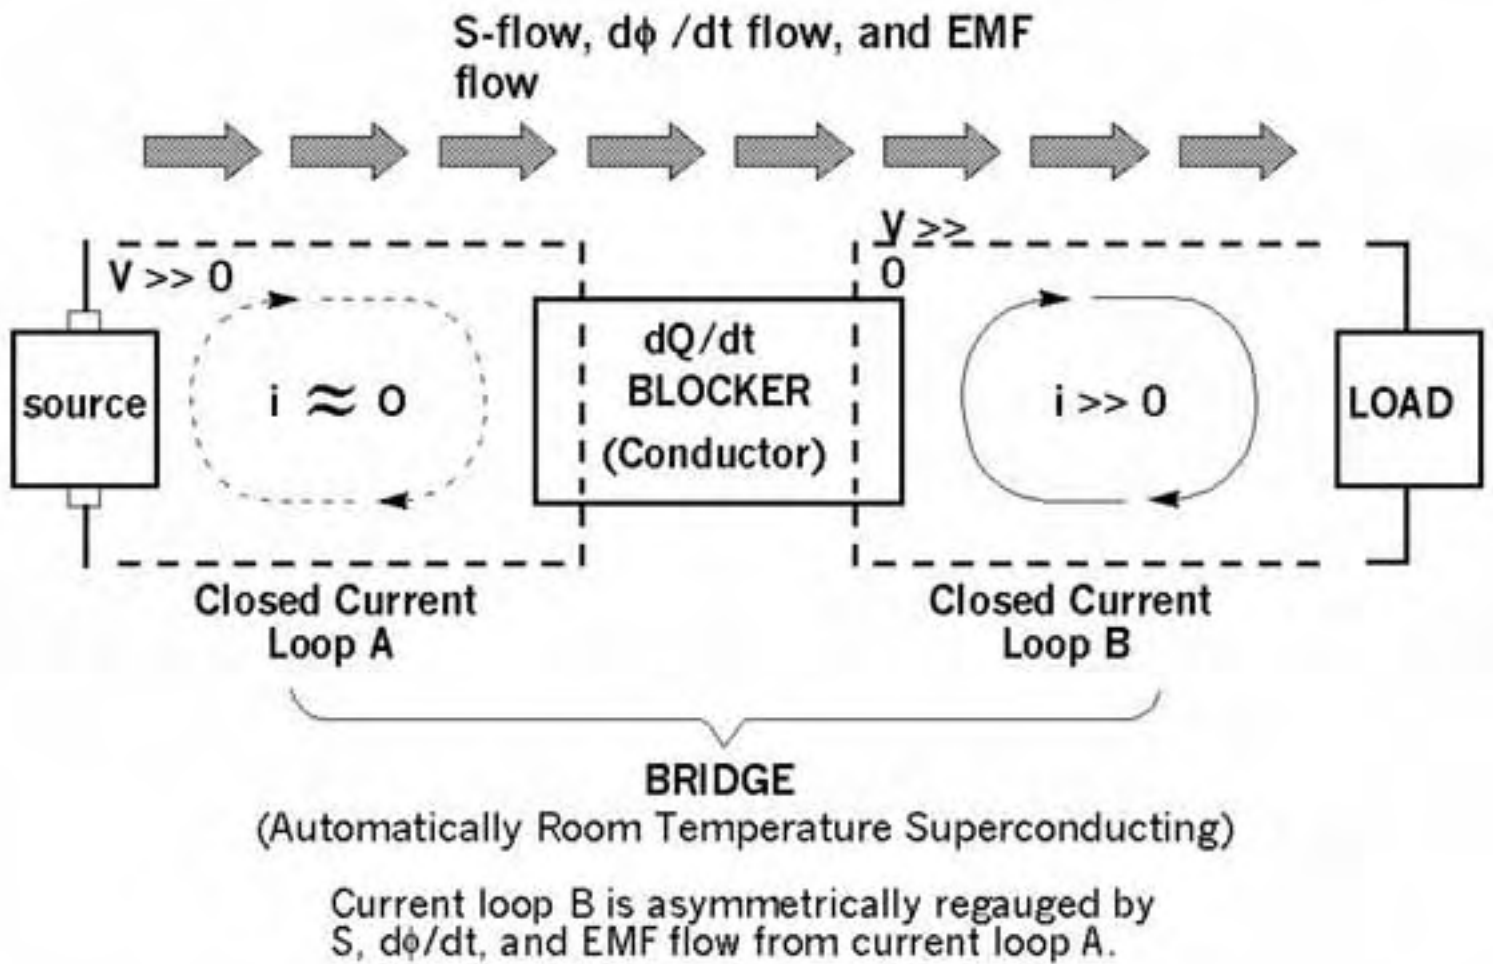 S-flow, dϕ /dt flow, and EMF
flow
V >> 0
V >>
0
source
i ≈ 0
dQ/dt
BLOCKER
(Conductor)
i >> 0
LOAD
Closed Current
Loop A
Closed Current
Loop B
BRIDGE
(Automatically Room Temperature Superconducting)
Current loop B is asymmetrically regauged by
S, dϕ/dt, and EMF flow from current loop A.